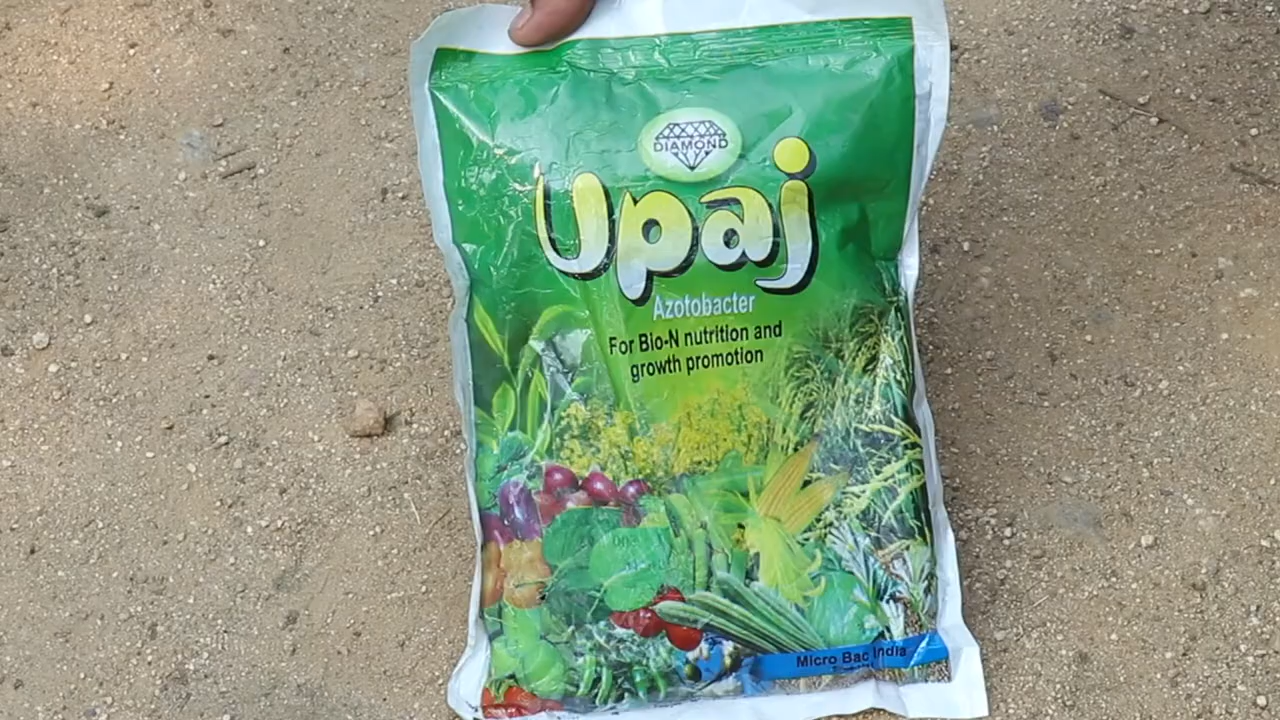 DIAMOND
Upaj
Azotobacter
For Bio-N nutrition and
growth promotion
Micro Bac India